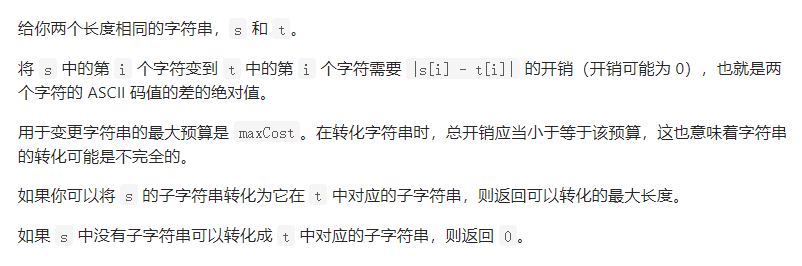 给你两个长度相同的字符串，s 和 t。
将 s 中的第 i 个字符变到 t 中的第 i 个字符需要 |s[i] - t[i]| 的开销（开销可能为 0），也就是两
个字符的 ASCII 码值的差的绝对值。
用于变更字符串的最大预算是 maxCost。在转化字符串时，总开销应当小于等于该预算，这也意味着字符串
的转化可能是不完全的。
如果你可以将 s 的子字符串转化为它在 t 中对应的子字符串，则返回可以转化的最大长度。
如果 s 中没有子字符串可以转化成 t 中对应的子字符串，则返回 0。